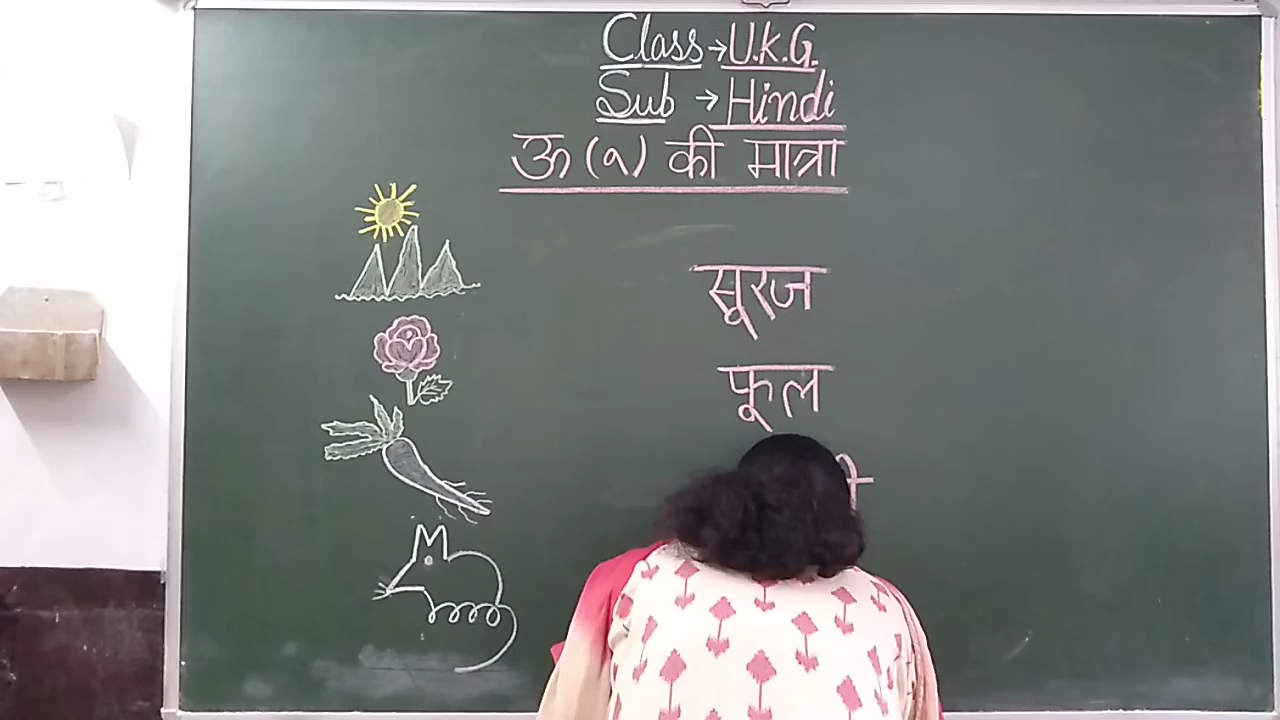 Class → U.K.G.
Sub → Hindi
ऊ (ू) की मात्रा
सूरज
फूल